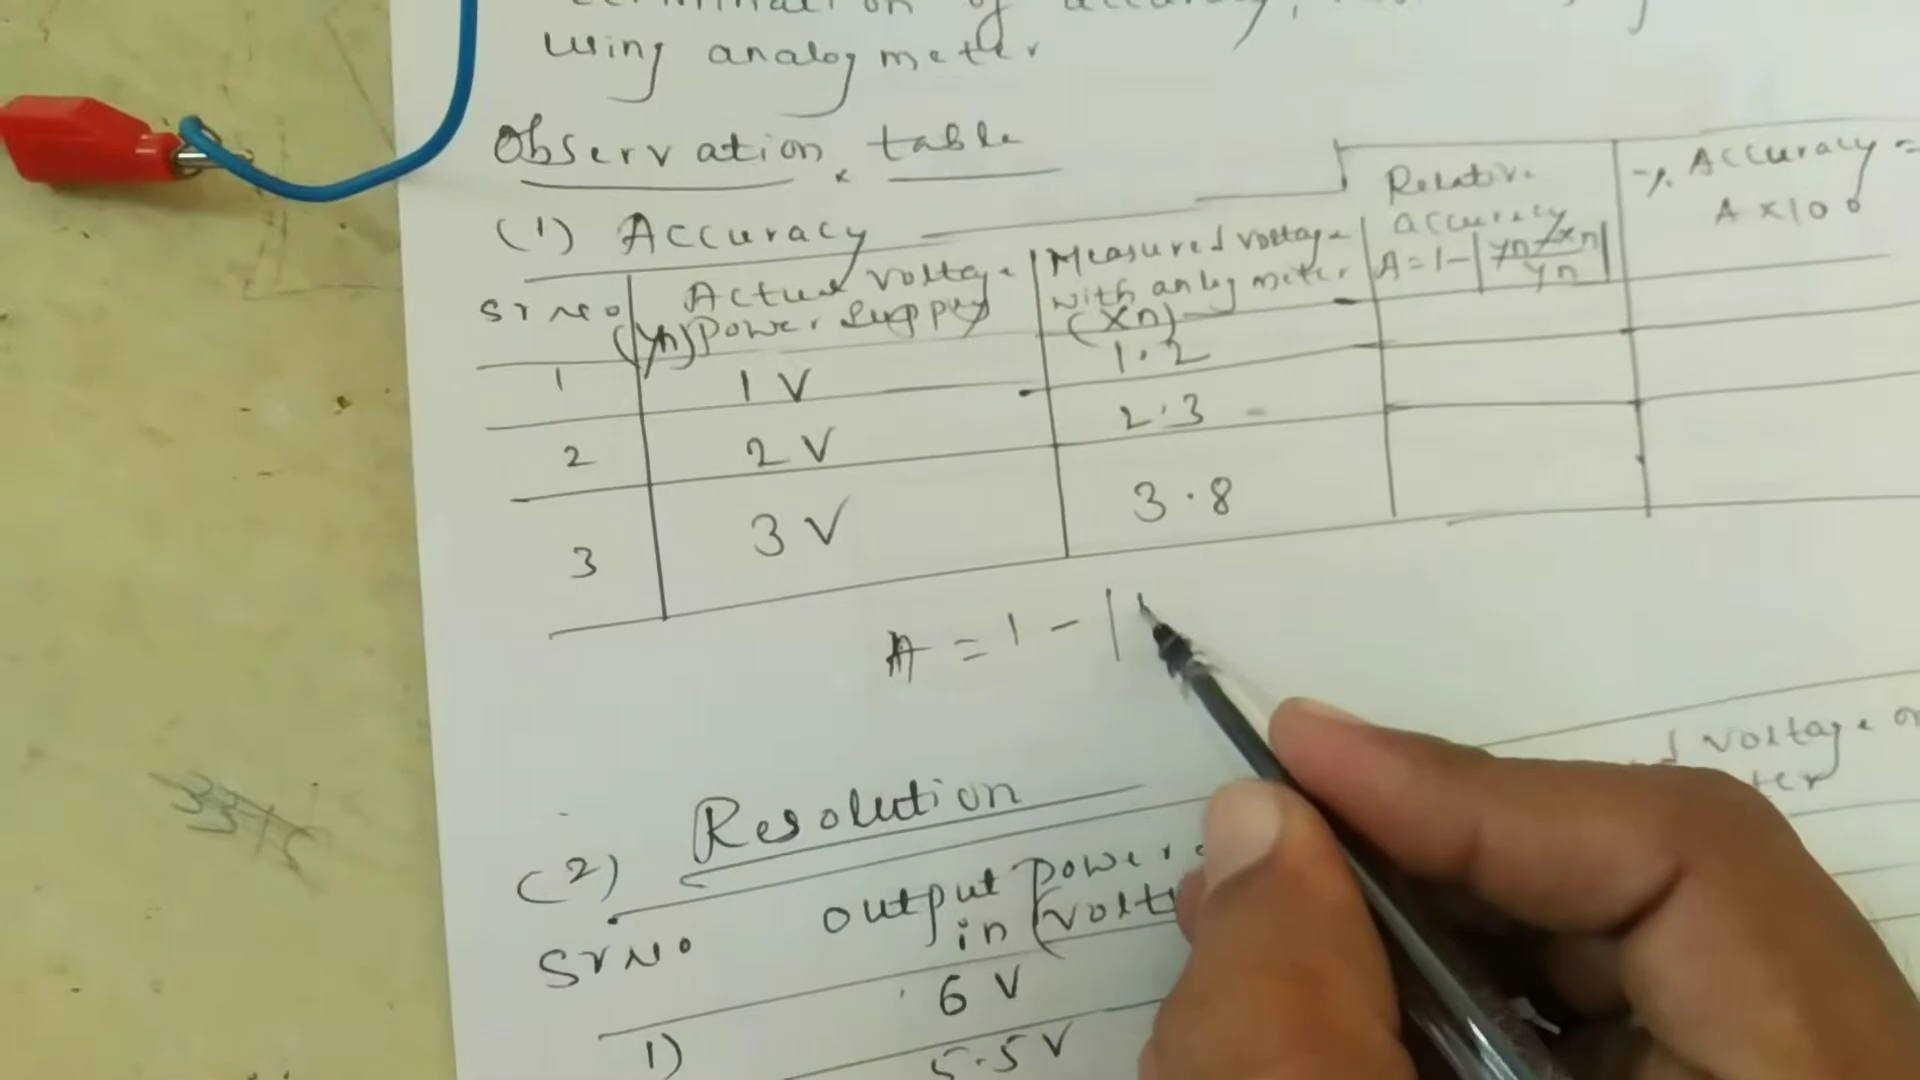 of
using analog meter
Observation table
(1) Accuracy
Sr No
Actual voltage
(Yn) power supply
Measured voltage
with analog meter
(Xn)
Relative
accuracy
A = 1 - |Yn - Xn / Yn|
% Accuracy =
A × 100
1 1 V 1.2
2 2 V 2.3
3 3 V 3.8
A = 1 - |
(2) Resolution
Sr No
output power
in (volt
voltage on
1) 6 V
5.5 V